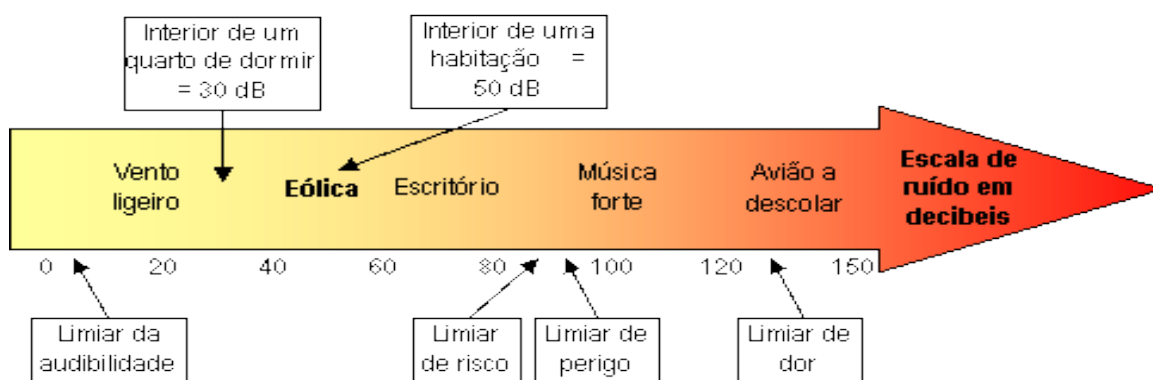 Interior de um
quarto de dormir
= 30 dB
Interior de uma
habitação =
50 dB
Vento
ligeiro
Eólica
Escritório
Música
forte
Avião a
descolar
Escala de
ruído em
decibeis
0 20 40 60 80 100 120 150
Limiar da
audibilidade
Limiar
de risco
Limiar de
perigo
Limiar de
dor